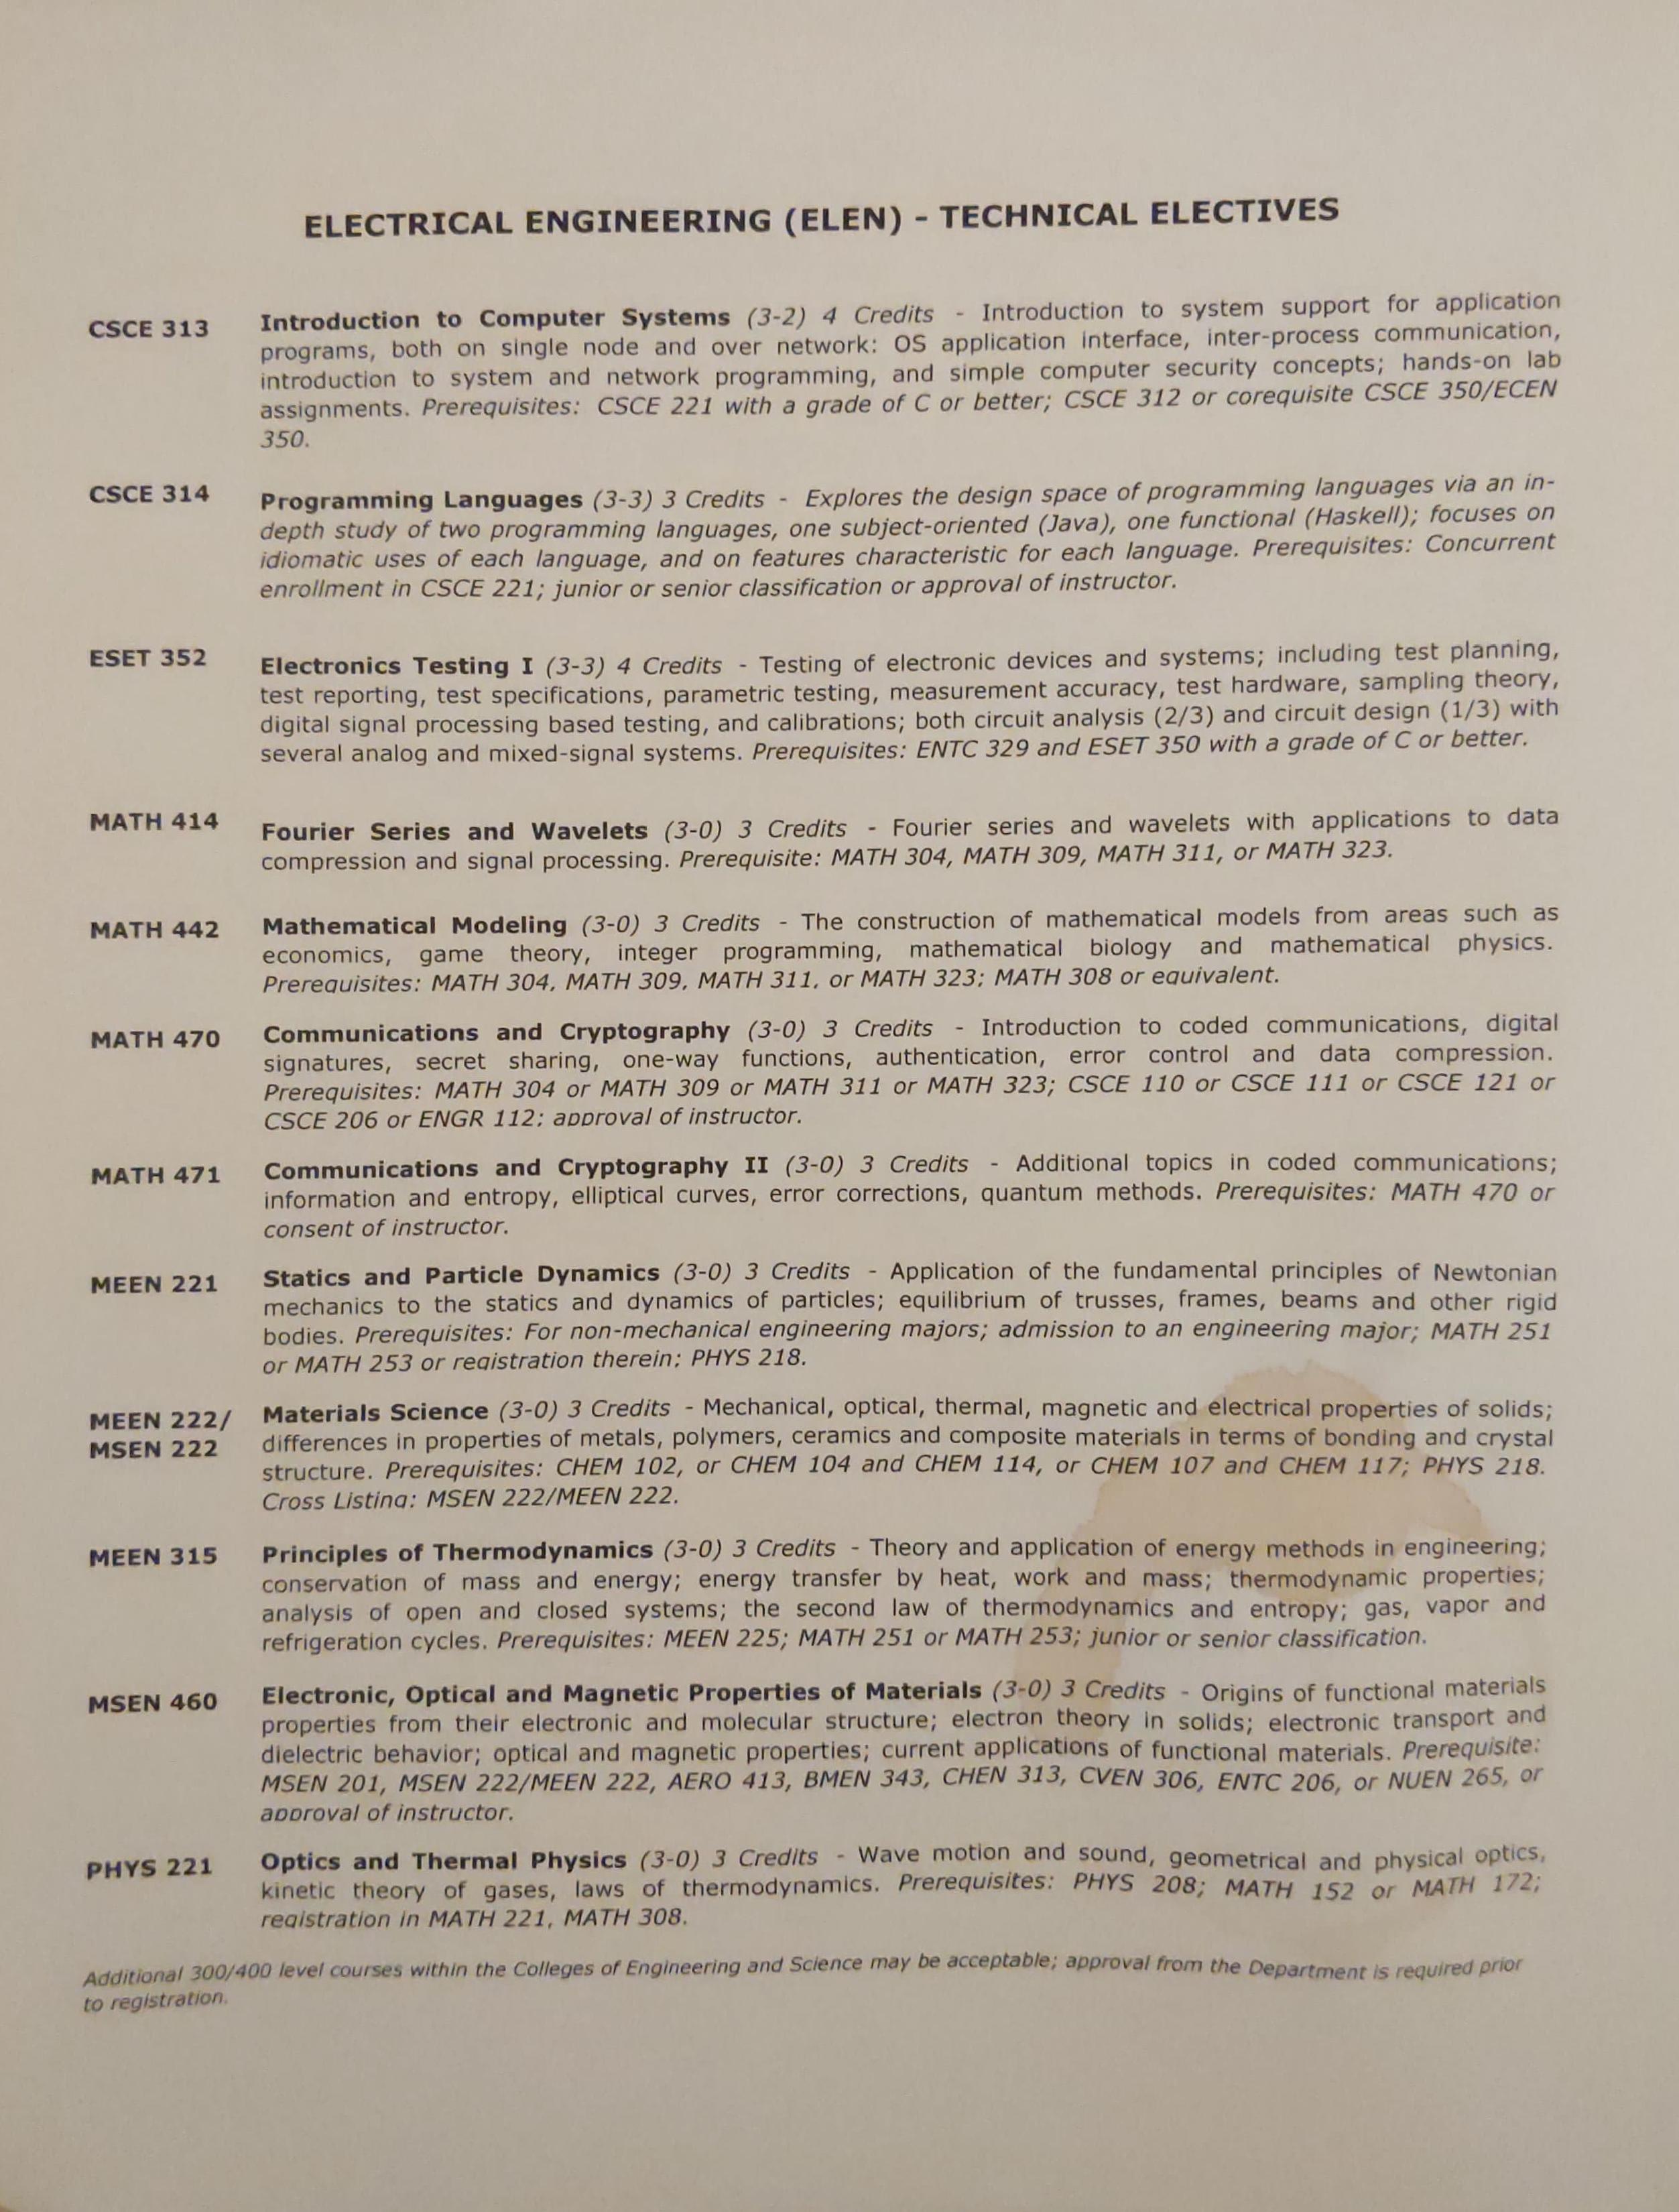 ELECTRICAL ENGINEERING (ELEN) - TECHNICAL ELECTIVES
CSCE 313 Introduction to Computer Systems (3-2) 4 Credits - Introduction to system support for application
programs, both on single node and over network: OS application interface, inter-process communication,
introduction to system and network programming, and simple computer security concepts; hands-on lab
assignments. Prerequisites: CSCE 221 with a grade of C or better; CSCE 312 or corequisite CSCE 350/ECEN
350.
CSCE 314 Programming Languages (3-3) 3 Credits - Explores the design space of programming languages via an in-
depth study of two programming languages, one subject-oriented (Java), one functional (Haskell); focuses on
idiomatic uses of each language, and on features characteristic for each language. Prerequisites: Concurrent
enrollment in CSCE 221; junior or senior classification or approval of instructor.
ESET 352 Electronics Testing I (3-3) 4 Credits - Testing of electronic devices and systems; including test planning,
test reporting, test specifications, parametric testing, measurement accuracy, test hardware, sampling theory,
digital signal processing based testing, and calibrations; both circuit analysis (2/3) and circuit design (1/3) with
several analog and mixed-signal systems. Prerequisites: ENTC 329 and ESET 350 with a grade of C or better.
MATH 414 Fourier Series and Wavelets (3-0) 3 Credits - Fourier series and wavelets with applications to data
compression and signal processing. Prerequisite: MATH 304, MATH 309, MATH 311, or MATH 323.
MATH 442 Mathematical Modeling (3-0) 3 Credits - The construction of mathematical models from areas such as
economics, game theory, integer programming, mathematical biology and mathematical physics.
Prerequisites: MATH 304, MATH 309, MATH 311, or MATH 323; MATH 308 or equivalent.
MATH 470 Communications and Cryptography (3-0) 3 Credits - Introduction to coded communications, digital
signatures, secret sharing, one-way functions, authentication, error control and data compression.
Prerequisites: MATH 304 or MATH 309 or MATH 311 or MATH 323; CSCE 110 or CSCE 111 or CSCE 121 or
CSCE 206 or ENGR 112; approval of instructor.
MATH 471 Communications and Cryptography II (3-0) 3 Credits - Additional topics in coded communications;
information and entropy, elliptical curves, error corrections, quantum methods. Prerequisites: MATH 470 or
consent of instructor.
MEEN 221 Statics and Particle Dynamics (3-0) 3 Credits - Application of the fundamental principles of Newtonian
mechanics to the statics and dynamics of particles; equilibrium of trusses, frames, beams and other rigid
bodies. Prerequisites: For non-mechanical engineering majors; admission to an engineering major; MATH 251
or MATH 253 or registration therein; PHYS 218.
MEEN 222/ Materials Science (3-0) 3 Credits - Mechanical, optical, thermal, magnetic and electrical properties of solids;
MSEN 222 differences in properties of metals, polymers, ceramics and composite materials in terms of bonding and crystal
structure. Prerequisites: CHEM 102, or CHEM 104 and CHEM 114, or CHEM 107 and CHEM 117; PHYS 218.
Cross Listing: MSEN 222/MEEN 222.
MEEN 315 Principles of Thermodynamics (3-0) 3 Credits - Theory and application of energy methods in engineering;
conservation of mass and energy; energy transfer by heat, work and mass; thermodynamic properties;
analysis of open and closed systems; the second law of thermodynamics and entropy; gas, vapor and
refrigeration cycles. Prerequisites: MEEN 225; MATH 251 or MATH 253; junior or senior classification.
MSEN 460 Electronic, Optical and Magnetic Properties of Materials (3-0) 3 Credits - Origins of functional materials
properties from their electronic and molecular structure; electron theory in solids; electronic transport and
dielectric behavior; optical and magnetic properties; current applications of functional materials. Prerequisite:
MSEN 201, MSEN 222/MEEN 222, AERO 413, BMEN 343, CHEN 313, CVEN 306, ENTC 206, or NUEN 265, or
approval of instructor.
PHYS 221 Optics and Thermal Physics (3-0) 3 Credits - Wave motion and sound, geometrical and physical optics,
kinetic theory of gases, laws of thermodynamics. Prerequisites: PHYS 208; MATH 152 or MATH 172;
registration in MATH 221, MATH 308.
Additional 300/400 level courses within the Colleges of Engineering and Science may be acceptable; approval from the Department is required prior
to registration.